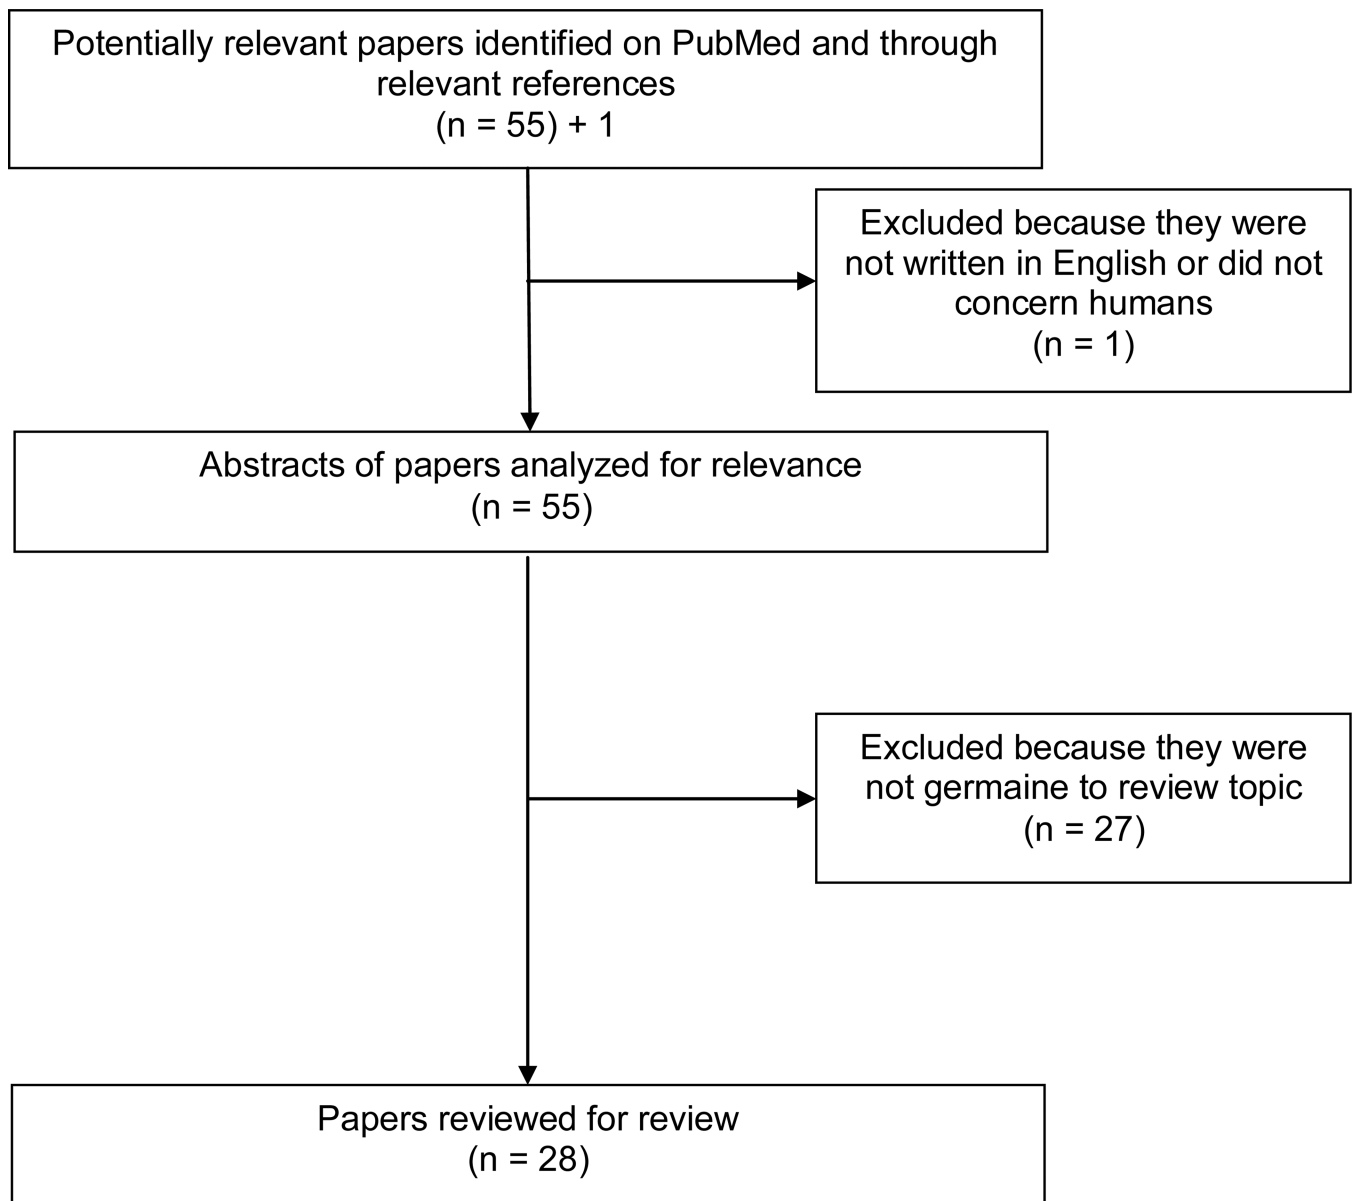 Potentially relevant papers identified on PubMed and through
relevant references
(n = 55) + 1
Excluded because they were
not written in English or did not
concern humans
(n = 1)
Abstracts of papers analyzed for relevance
(n = 55)
Excluded because they were
not germaine to review topic
(n = 27)
Papers reviewed for review
(n = 28)